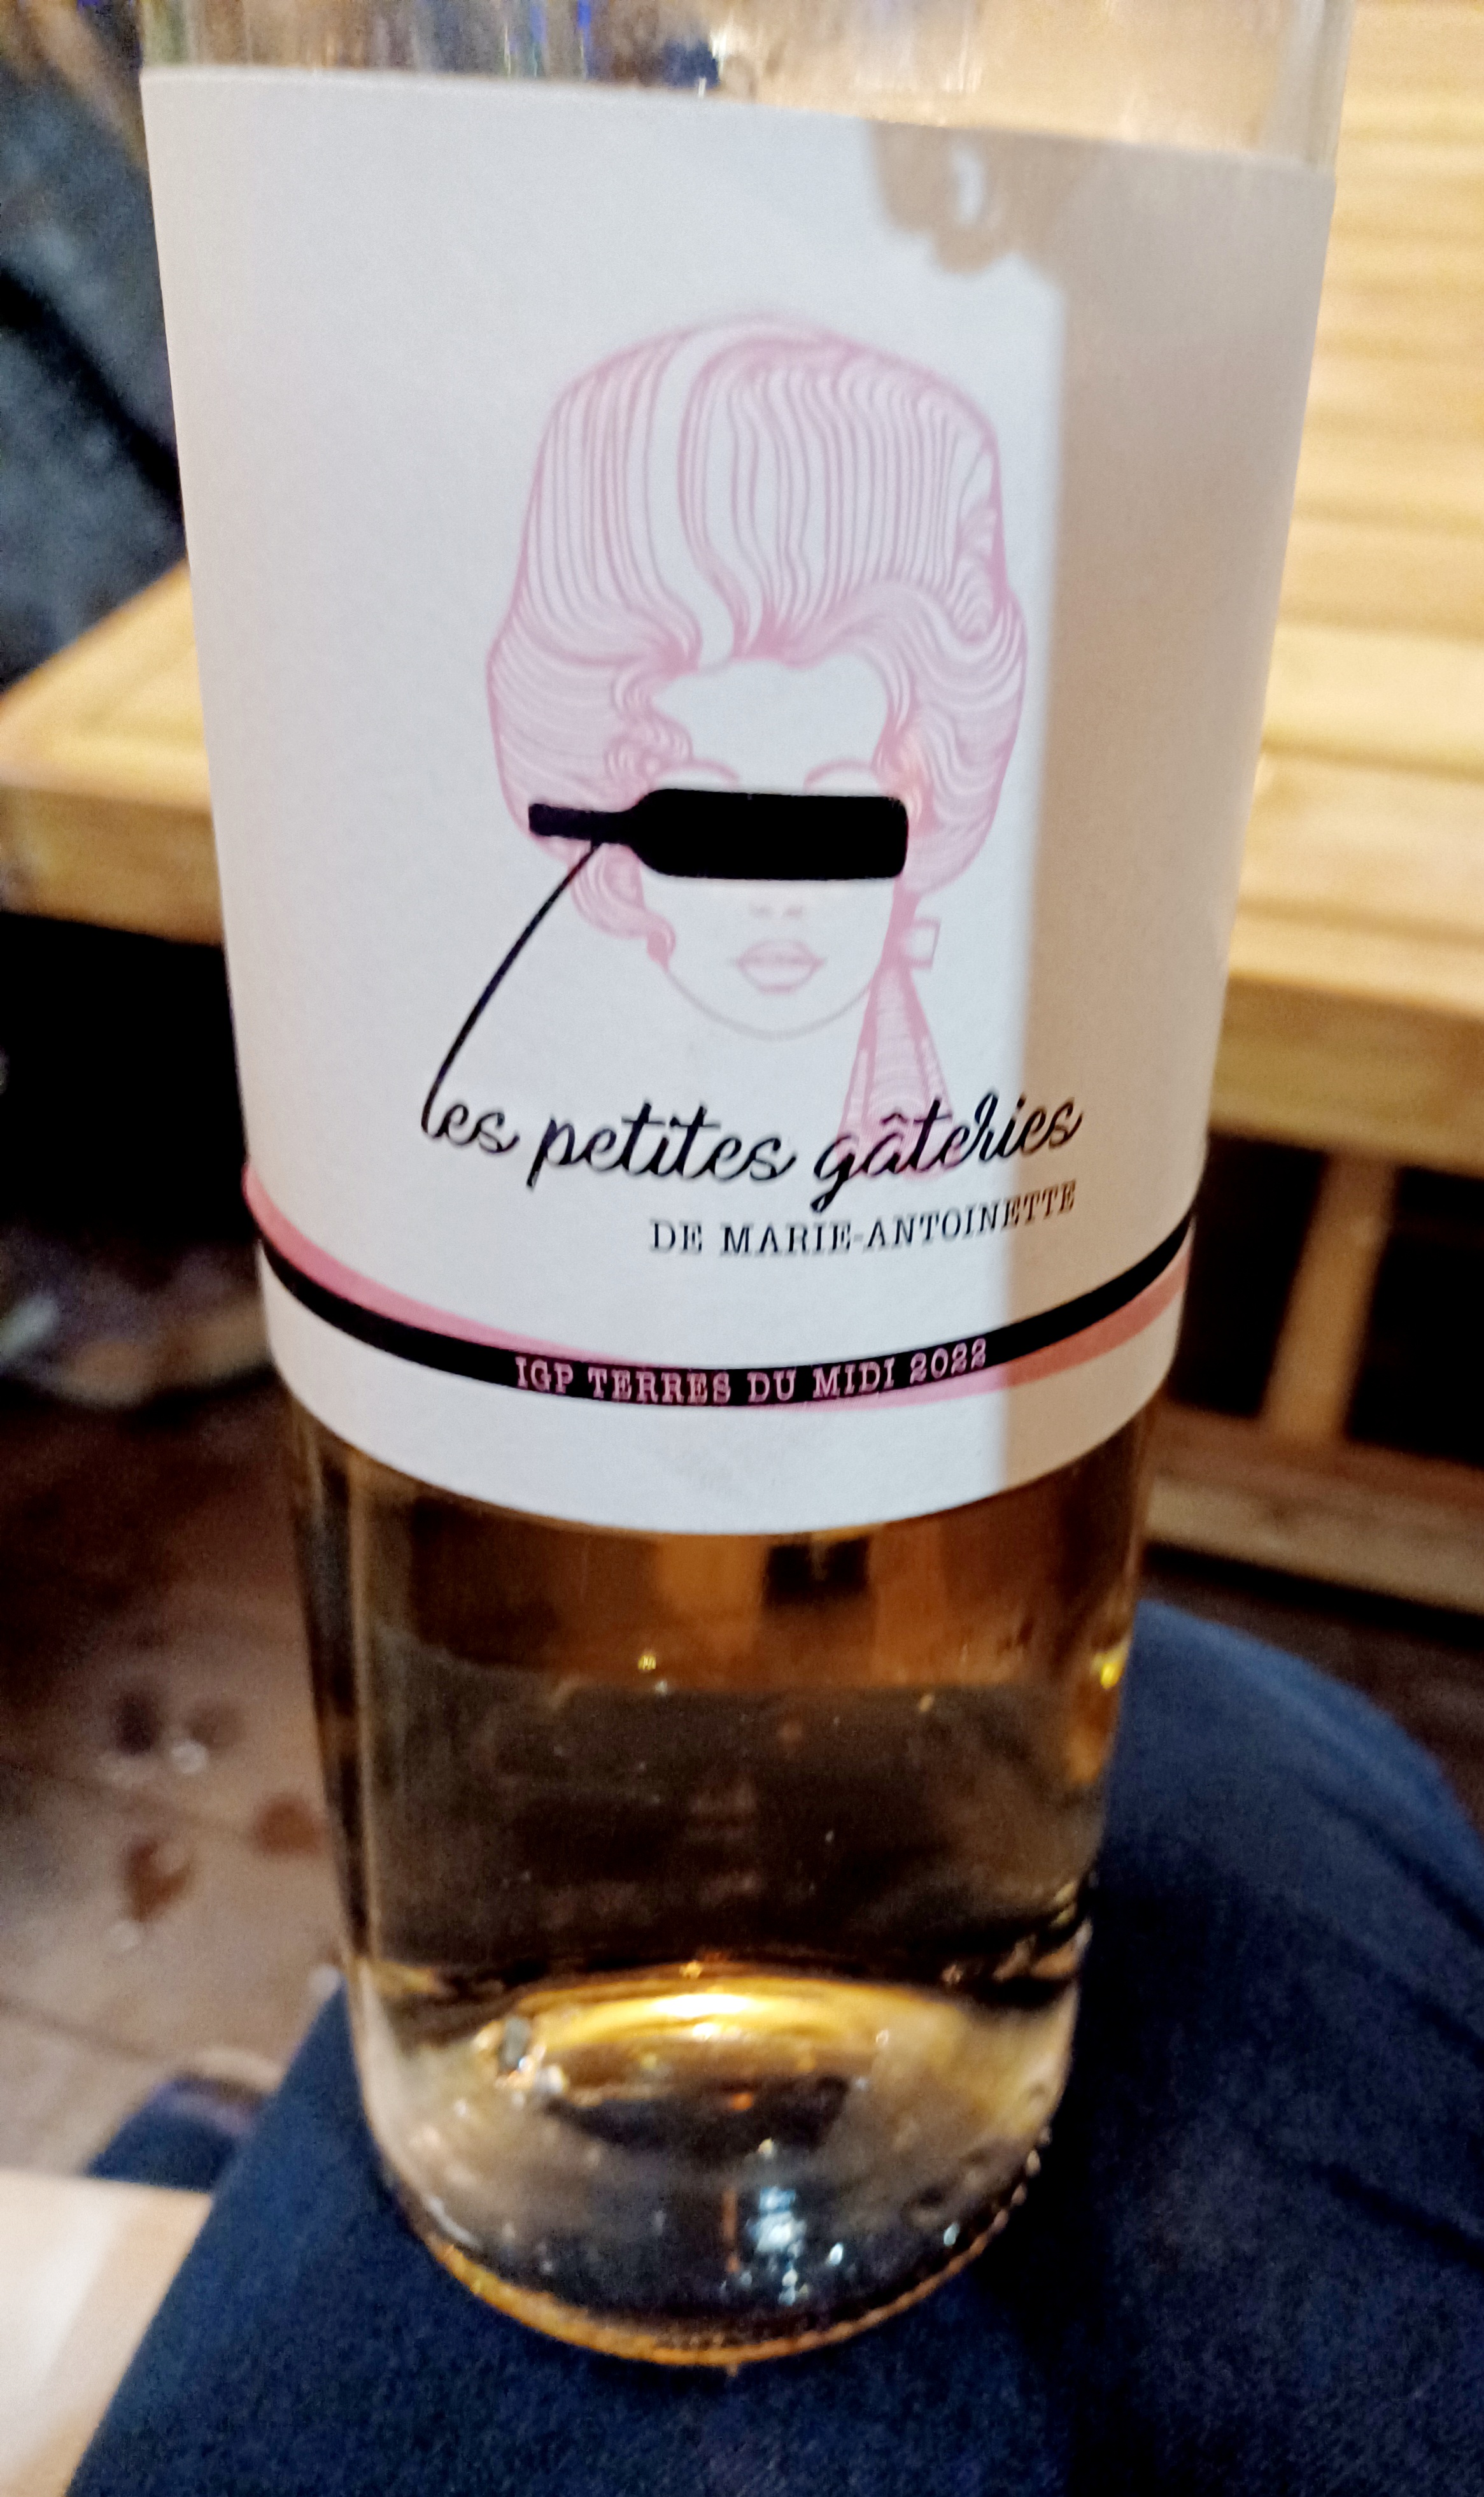 les petites gâteries
DE MARIE-ANTOINETTE
IGP TERRES DU MIDI 2022